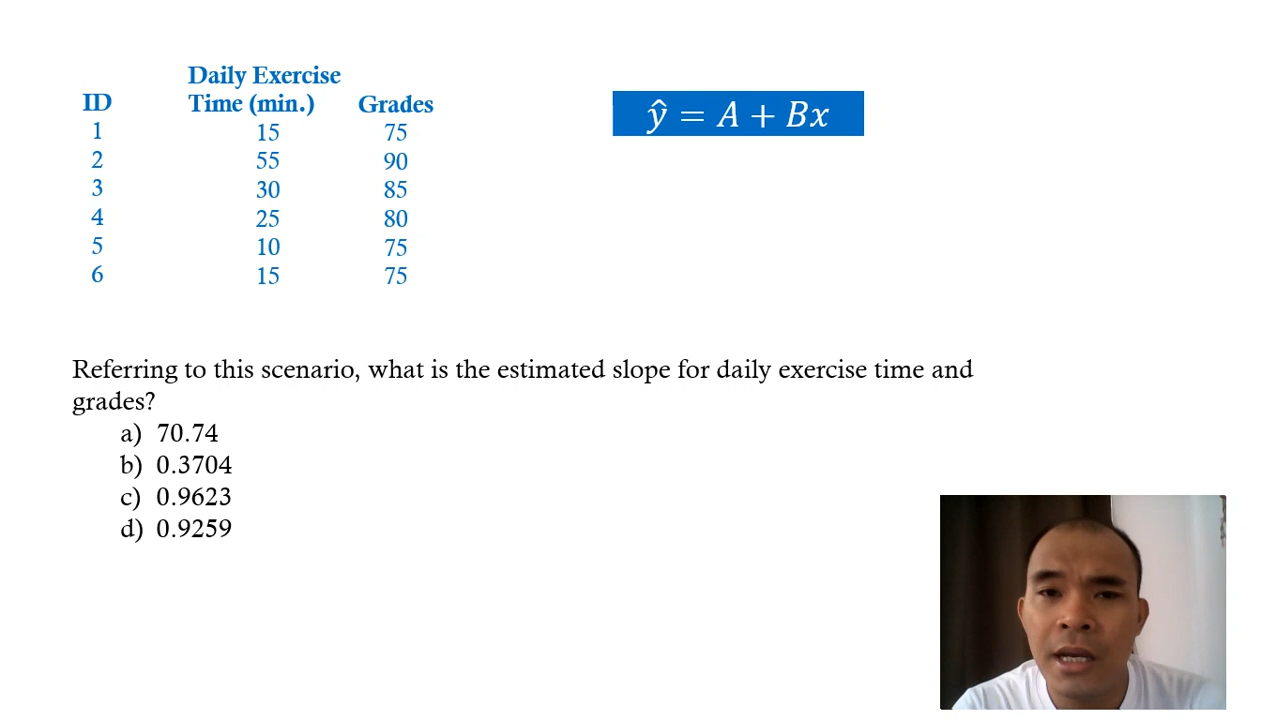 Daily Exercise
ID Time (min.) Grades
1 15 75
2 55 90
3 30 85
4 25 80
5 10 75
6 15 75
ŷ = A + Bx
Referring to this scenario, what is the estimated slope for daily exercise time and
grades?
a) 70.74
b) 0.3704
c) 0.9623
d) 0.9259